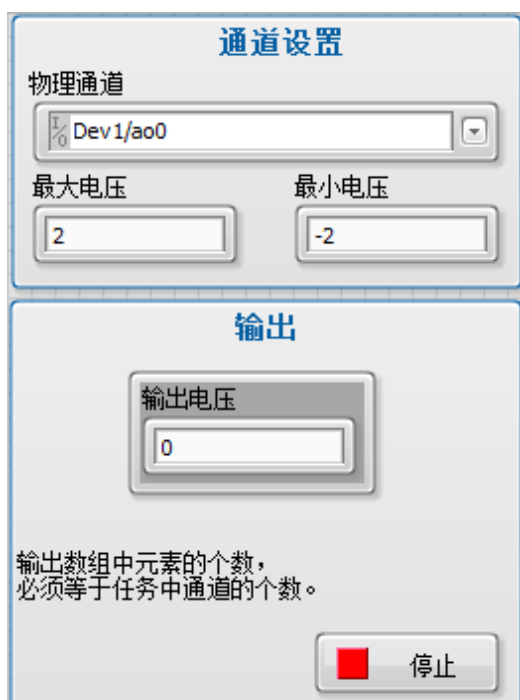 通道设置
物理通道
I/O Dev1/ao0
最大电压 最小电压
2 -2
输出
输出电压
0
输出数组中元素的个数，
必须等于任务中通道的个数。
停止